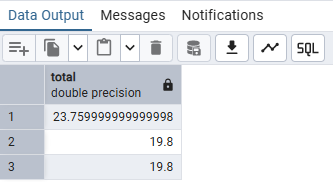 Data Output Messages Notifications
SQL
total
double precision
1 23.759999999999998
2 19.8
3 19.8